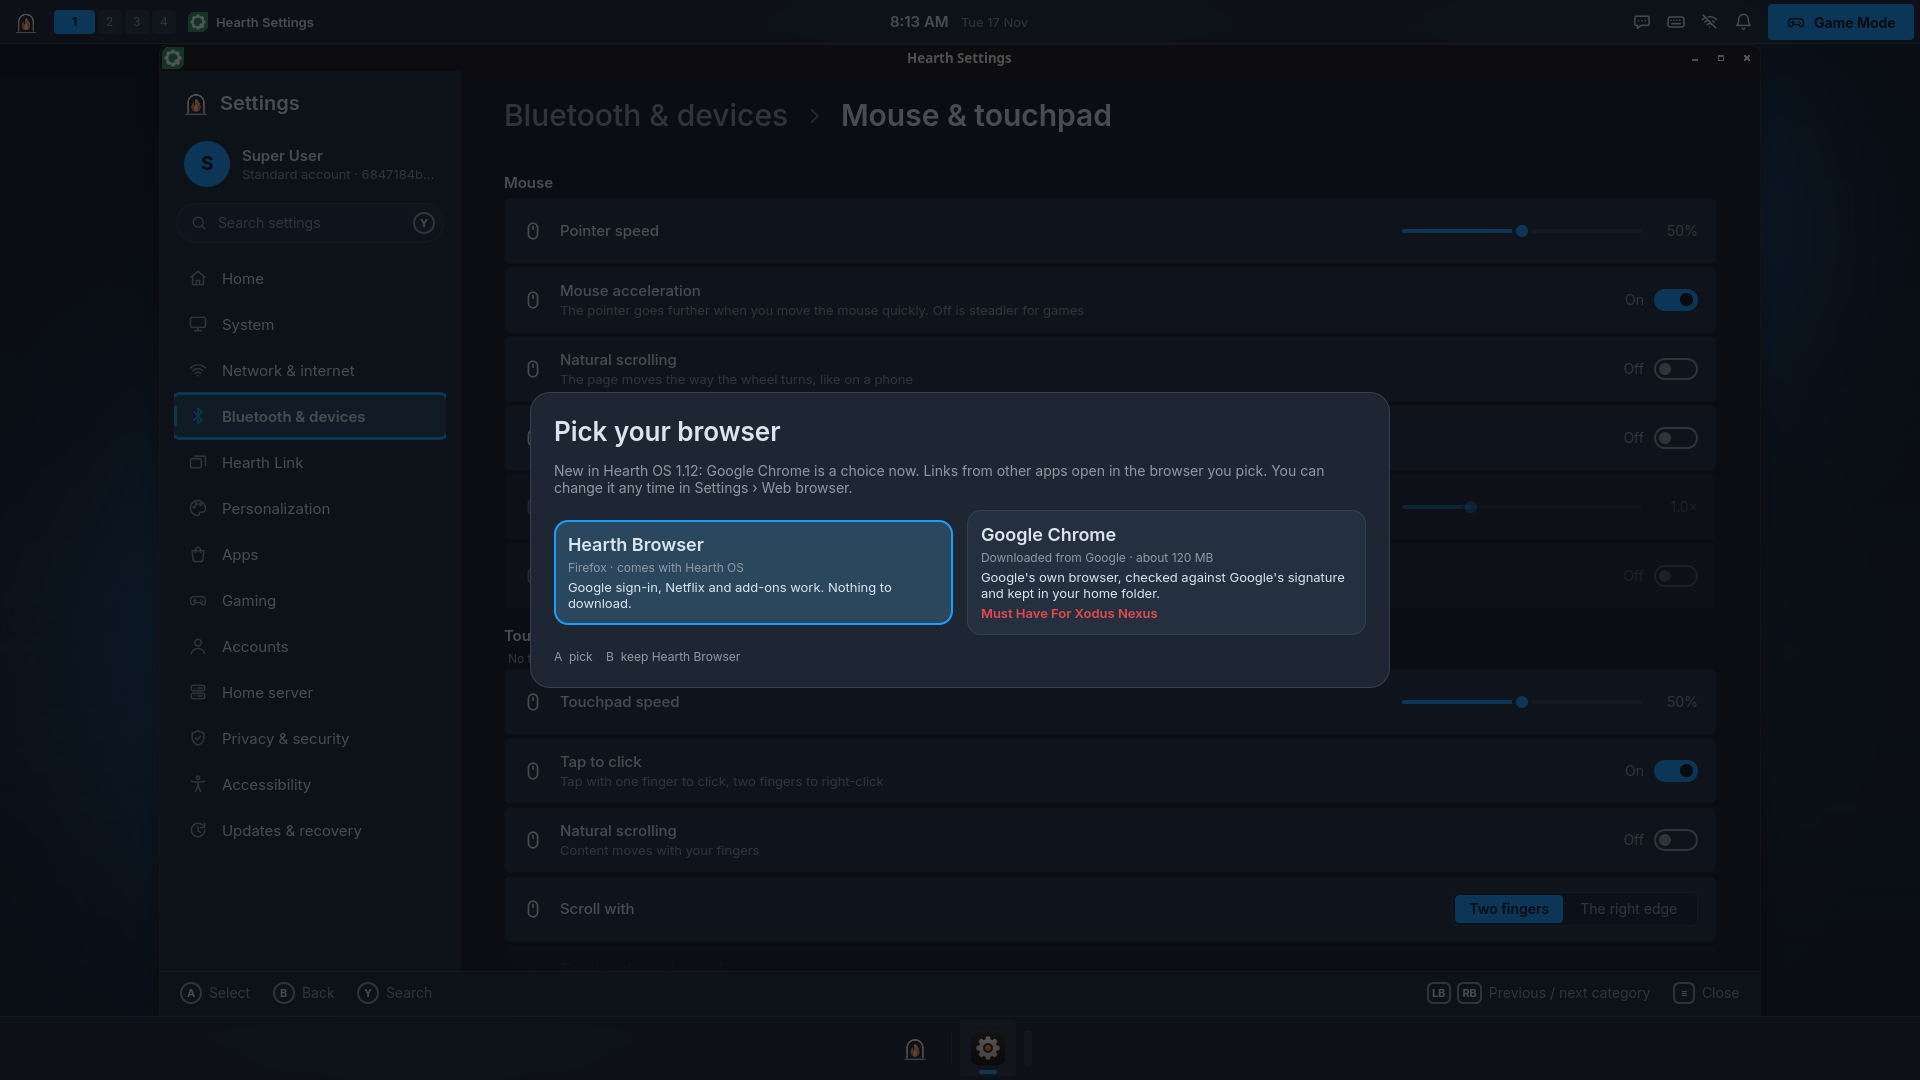 1 2 3 4 Hearth Settings
8:13 AM Tue 17 Nov
Game Mode
Hearth Settings
Settings
S
Super User
Standard account · 6847184b...
Search settings Y
Home
System
Network & internet
Bluetooth & devices
Hearth Link
Personalization
Apps
Gaming
Accounts
Home server
Privacy & security
Accessibility
Updates & recovery
Bluetooth & devices › Mouse & touchpad
Mouse
Pointer speed 50%
Mouse acceleration
The pointer goes further when you move the mouse quickly. Off is steadier for games
On
Natural scrolling
The page moves the way the wheel turns, like on a phone
Off
Off
1.0×
Off
Pick your browser
New in Hearth OS 1.12: Google Chrome is a choice now. Links from other apps open in the browser you pick. You can
change it any time in Settings › Web browser.
Hearth Browser
Firefox · comes with Hearth OS
Google sign-in, Netflix and add-ons work. Nothing to
download.
Google Chrome
Downloaded from Google · about 120 MB
Google's own browser, checked against Google's signature
and kept in your home folder.
Must Have For Xodus Nexus
A pick B keep Hearth Browser
No
Touchpad speed 50%
Tap to click
Tap with one finger to click, two fingers to right-click
On
Natural scrolling
Content moves with your fingers
Off
Scroll with
Two fingers The right edge
A Select B Back Y Search
LB RB Previous / next category ≡ Close